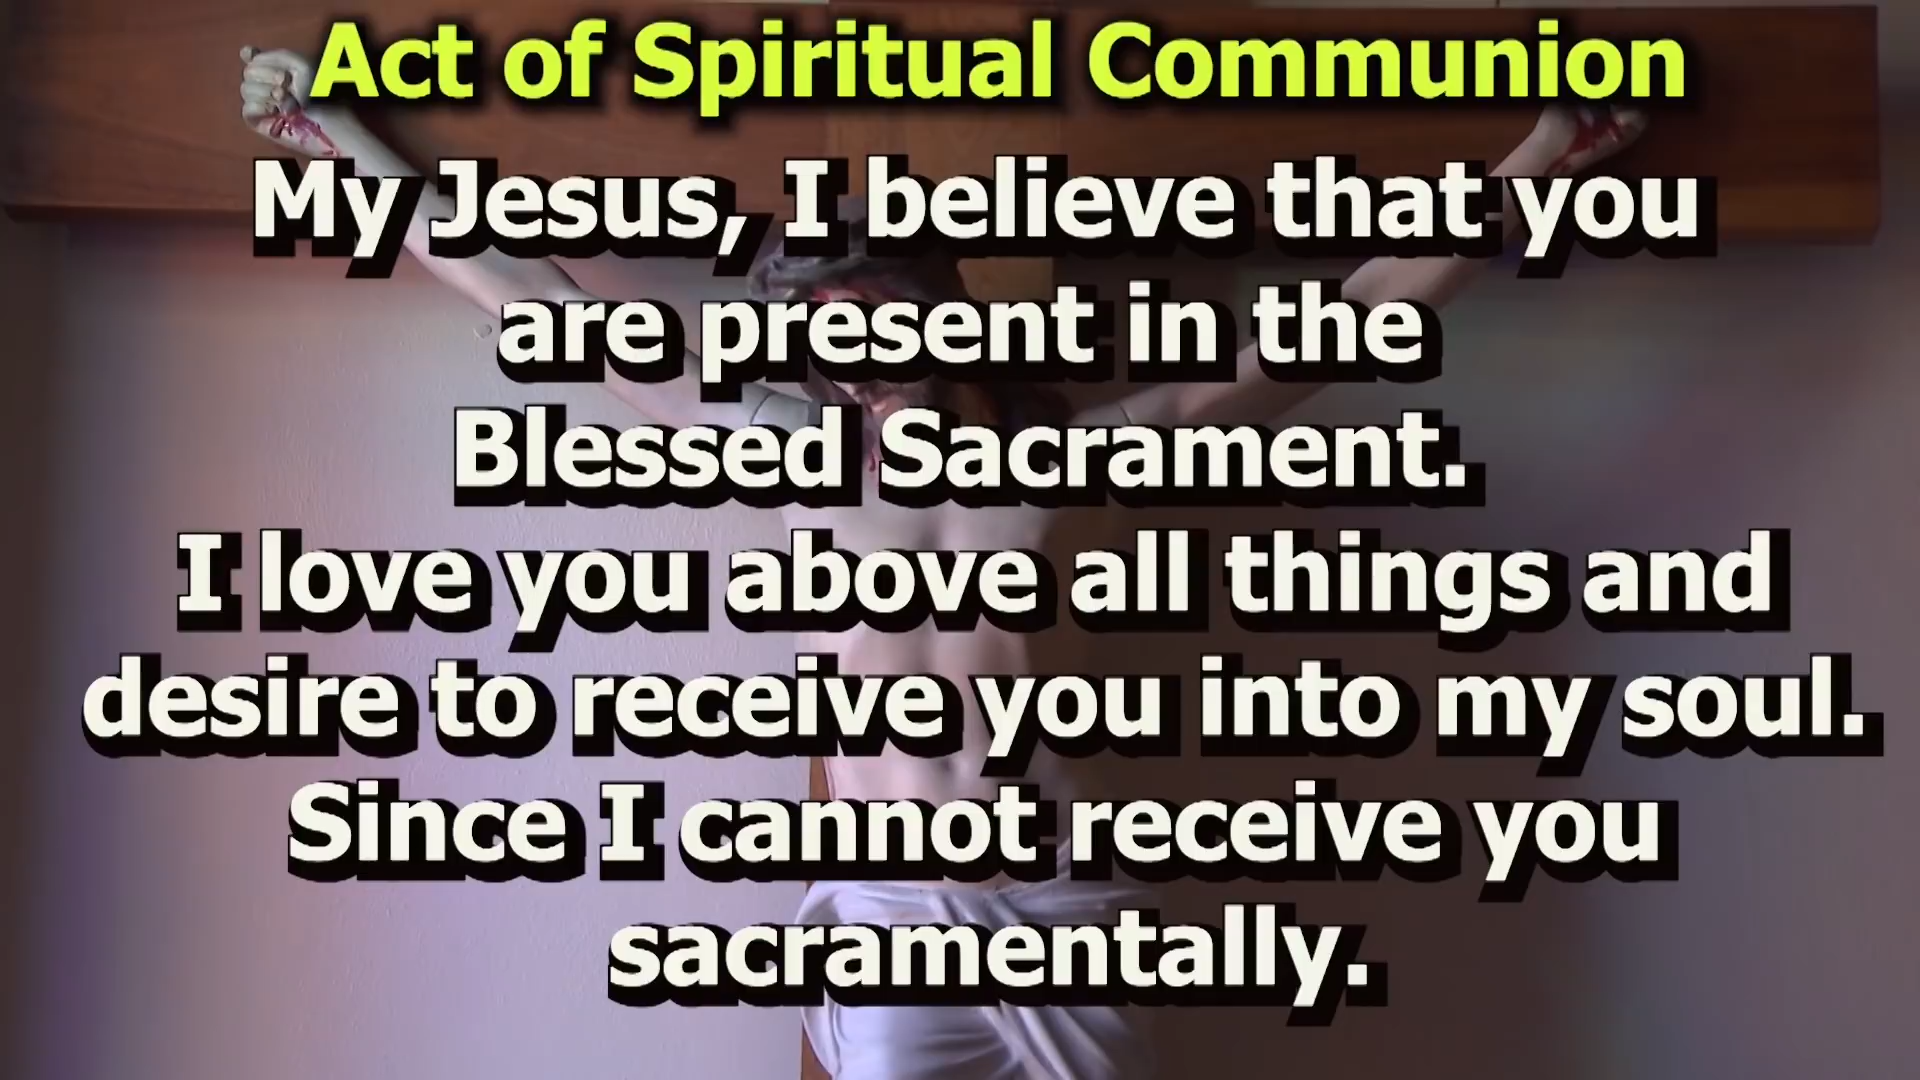 Act of Spiritual Communion
My Jesus, I believe that you
are present in the
Blessed Sacrament.
I love you above all things and
desire to receive you into my soul.
Since I cannot receive you
sacramentally.